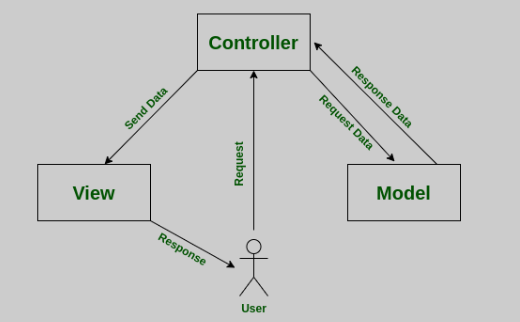 Controller
Send Data
Request
Request Data
Response Data
View
Model
Response
User